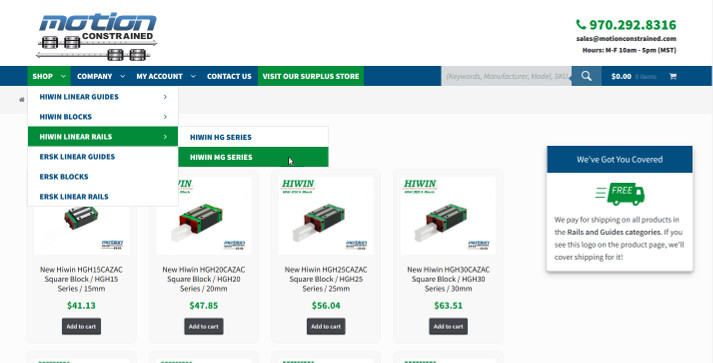 motion
CONSTRAINED
970.292.8316
sales@motionconstrained.com
Hours: M-F 10am - 5pm (MST)
SHOP
COMPANY
MY ACCOUNT
CONTACT US
VISIT OUR SURPLUS STORE
(Keywords, Manufacturer, Model, SKU
$0.00 0 items
HIWIN LINEAR GUIDES
HIWIN BLOCKS
HIWIN LINEAR RAILS
ERSK LINEAR GUIDES
ERSK BLOCKS
ERSK LINEAR RAILS
HIWIN HG SERIES
HIWIN MG SERIES
HIWIN
HIWIN
HIWIN
motion
motion
motion
motion
New Hiwin HGH15CAZAC
Square Block / HGH15
Series / 15mm
$41.13
Add to cart
New Hiwin HGH20CAZAC
Square Block / HGH20
Series / 20mm
$47.85
Add to cart
New Hiwin HGH25CAZAC
Square Block / HGH25
Series / 25mm
$56.04
Add to cart
New Hiwin HGH30CAZAC
Square Block / HGH30
Series / 30mm
$63.51
Add to cart
We've Got You Covered
FREE
We pay for shipping on all products in
the Rails and Guides categories. If you
see this logo on the product page, we'll
cover shipping for it!